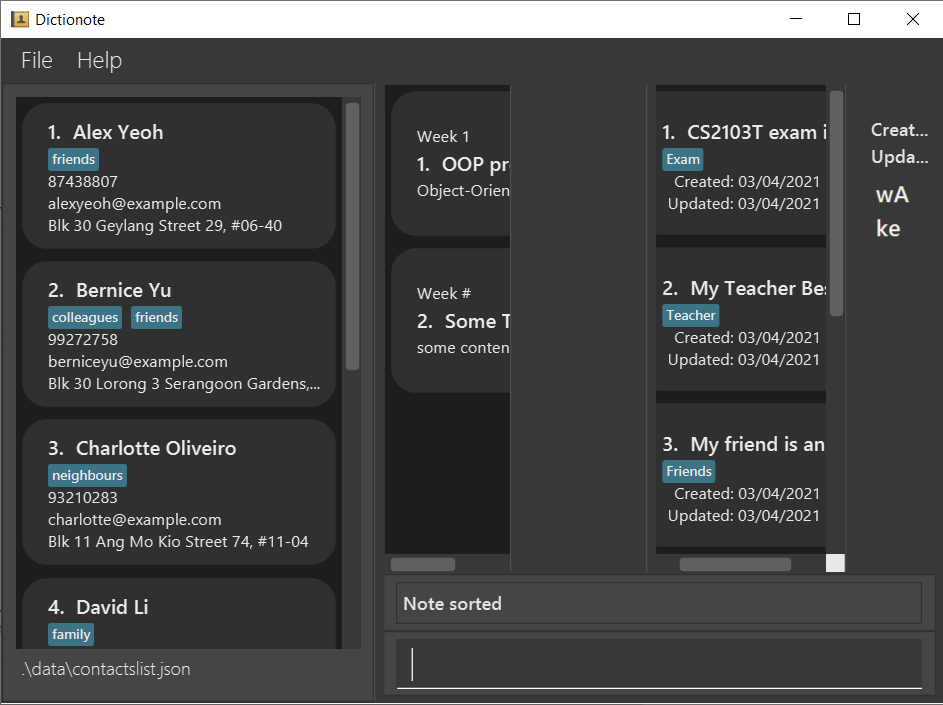 Dictionote
File Help
1. Alex Yeoh
friends
87438807
alexyeoh@example.com
Blk 30 Geylang Street 29, #06-40
2. Bernice Yu
colleagues friends
99272758
berniceyu@example.com
Blk 30 Lorong 3 Serangoon Gardens,...
3. Charlotte Oliveiro
neighbours
93210283
charlotte@example.com
Blk 11 Ang Mo Kio Street 74, #11-04
4. David Li
family
.\data\contactslist.json
Week 1
1. OOP pr
Object-Orien
Week #
2. Some T
some conten
1. CS2103T exam i
Exam
Created: 03/04/2021
Updated: 03/04/2021
2. My Teacher Bes
Teacher
Created: 03/04/2021
Updated: 03/04/2021
3. My friend is an
Friends
Created: 03/04/2021
Updated: 03/04/2021
Creat...
Upda...
wA
ke
Note sorted